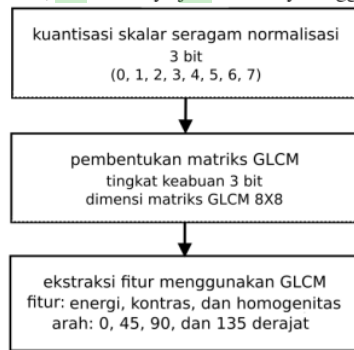 kuantisasi skalar seragam normalisasi
3 bit
(0, 1, 2, 3, 4, 5, 6, 7)
pembentukan matriks GLCM
tingkat keabuan 3 bit
dimensi matriks GLCM 8X8
ekstraksi fitur menggunakan GLCM
fitur: energi, kontras, dan homogenitas
arah: 0, 45, 90, dan 135 derajat